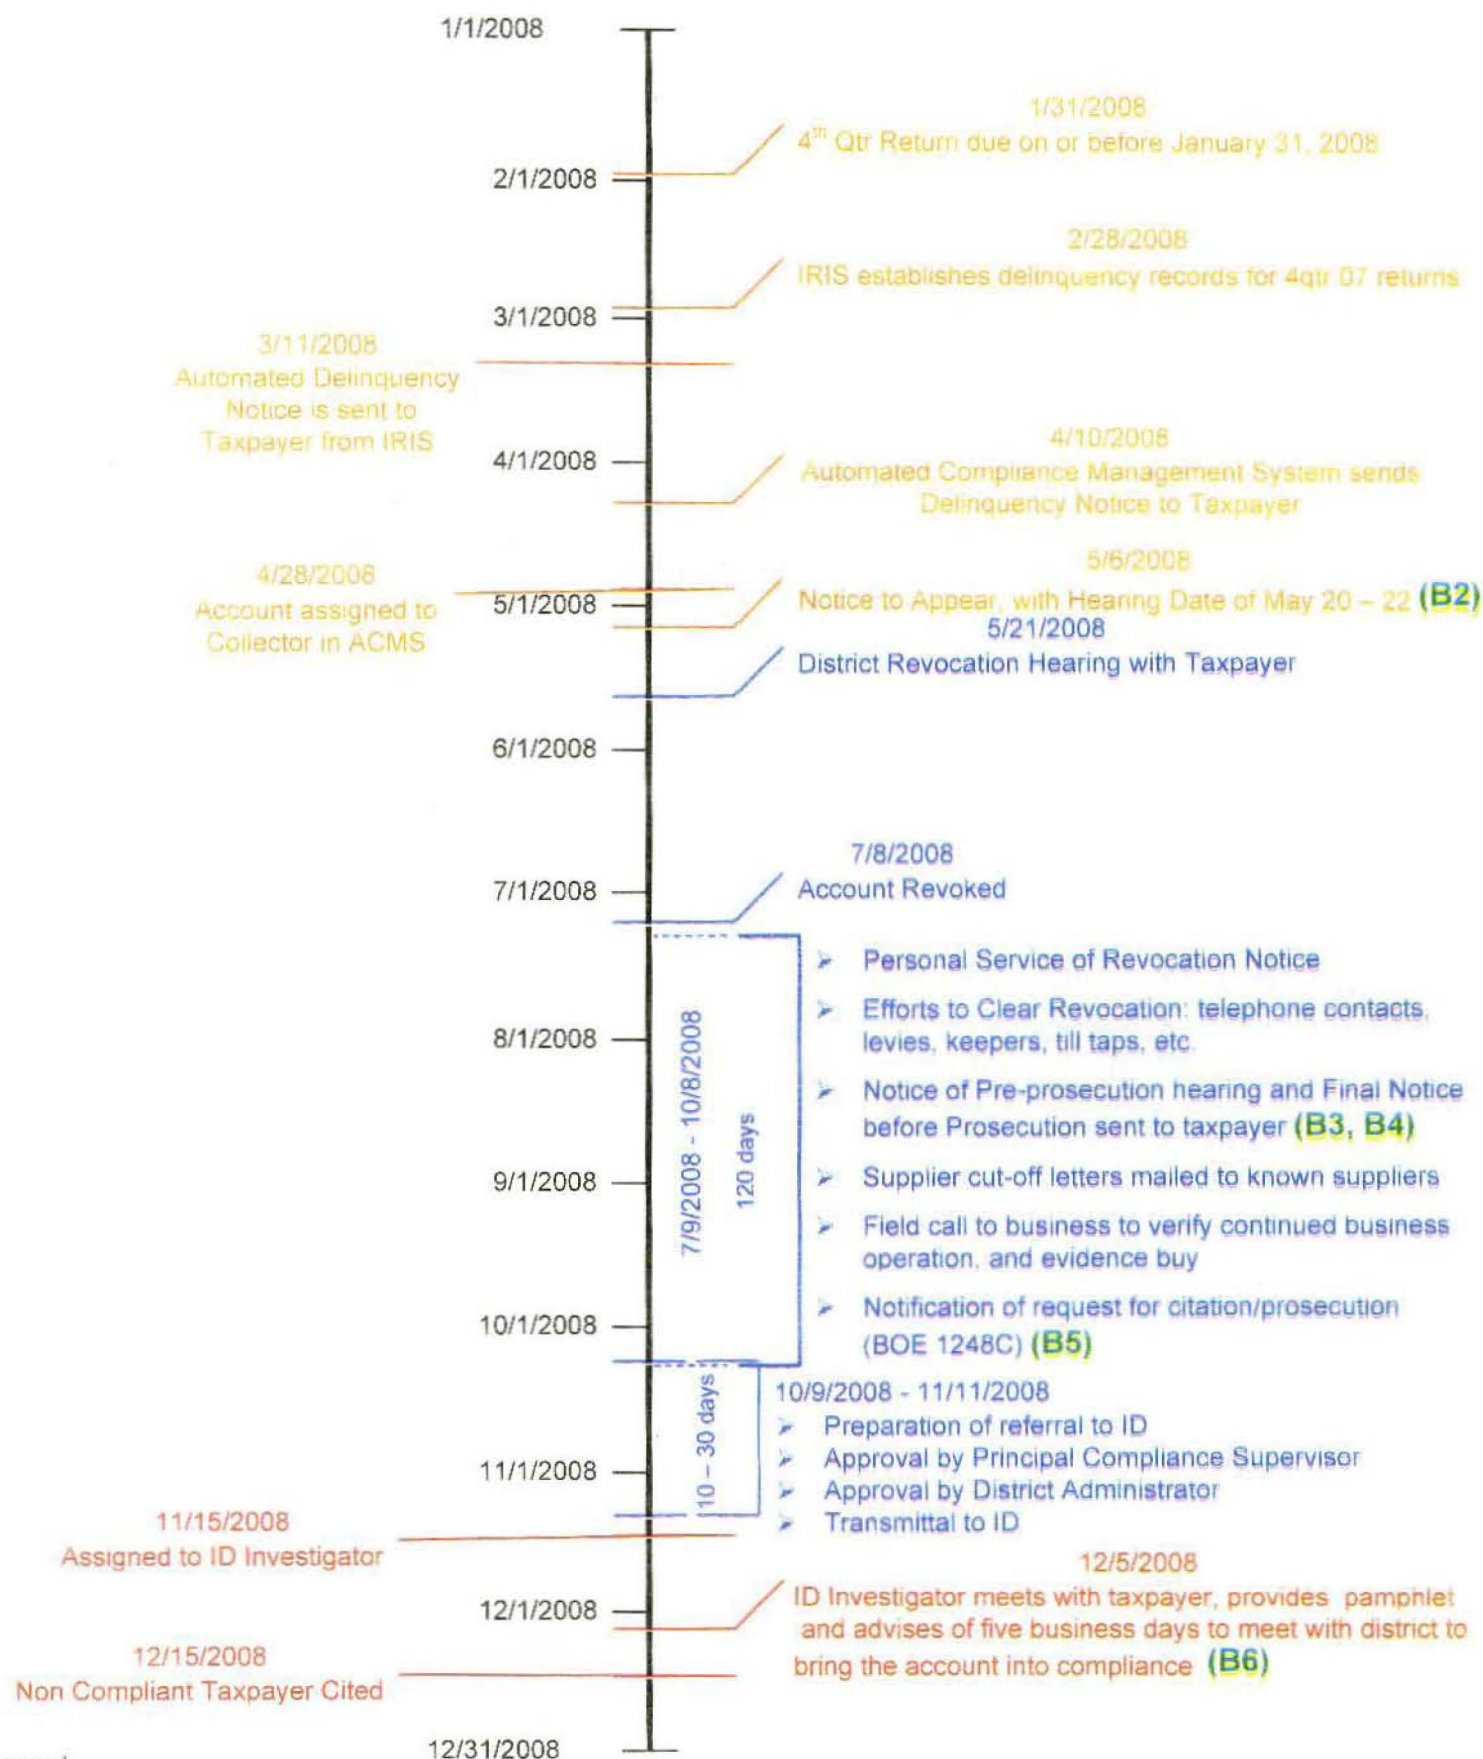 1/1/2008
1/31/2008
4th Qtr Return due on or before January 31, 2008
2/1/2008
2/28/2008
IRIS establishes delinquency records for 4qtr 07 returns
3/1/2008
3/11/2008
Automated Delinquency
Notice is sent to
Taxpayer from IRIS
4/1/2008
4/10/2008
Automated Compliance Management System sends
Delinquency Notice to Taxpayer
4/28/2008
Account assigned to
Collector in ACMS
5/1/2008
5/6/2008
Notice to Appear, with Hearing Date of May 20 – 22 (B2)
5/21/2008
District Revocation Hearing with Taxpayer
6/1/2008
7/1/2008
7/8/2008
Account Revoked
7/9/2008 - 10/8/2008
120 days
➢ Personal Service of Revocation Notice
➢ Efforts to Clear Revocation: telephone contacts,
levies, keepers, till taps, etc.
➢ Notice of Pre-prosecution hearing and Final Notice
before Prosecution sent to taxpayer (B3, B4)
➢ Supplier cut-off letters mailed to known suppliers
➢ Field call to business to verify continued business
operation, and evidence buy
➢ Notification of request for citation/prosecution
(BOE 1248C) (B5)
8/1/2008
9/1/2008
10/1/2008
10 – 30 days
10/9/2008 - 11/11/2008
➢ Preparation of referral to ID
➢ Approval by Principal Compliance Supervisor
➢ Approval by District Administrator
➢ Transmittal to ID
11/1/2008
11/15/2008
Assigned to ID Investigator
12/1/2008
12/5/2008
ID Investigator meets with taxpayer, provides pamphlet
and advises of five business days to meet with district to
bring the account into compliance (B6)
12/15/2008
Non Compliant Taxpayer Cited
12/31/2008